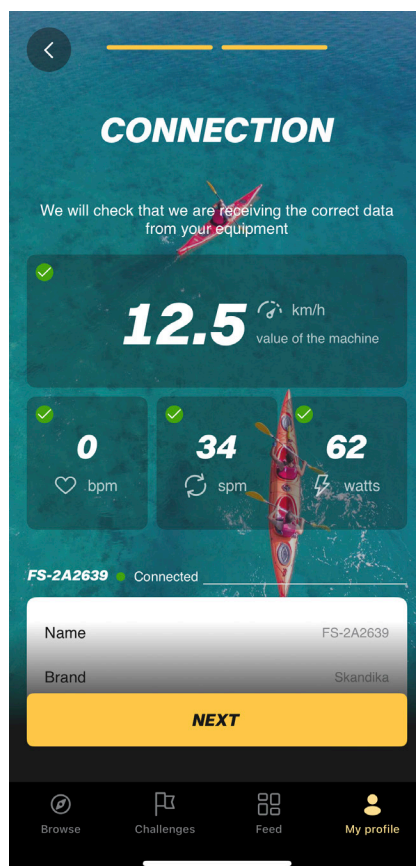 CONNECTION
We will check that we are receiving the correct data
from your equipment
12.5
km/h
value of the machine
0
bpm
34
spm
62
watts
FS-2A2639 Connected
Name FS-2A2639
Brand Skandika
NEXT
Browse Challenges Feed My profile